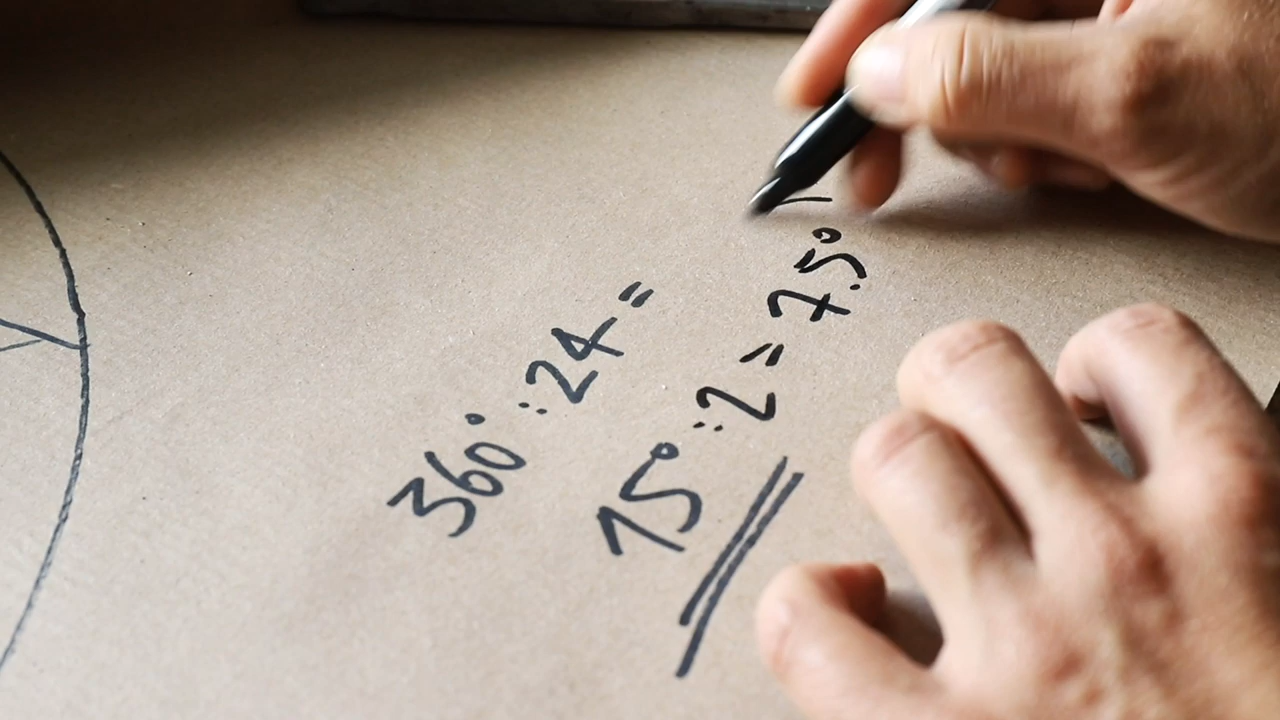 360° : 24 =
15° : 2 = 7.5°